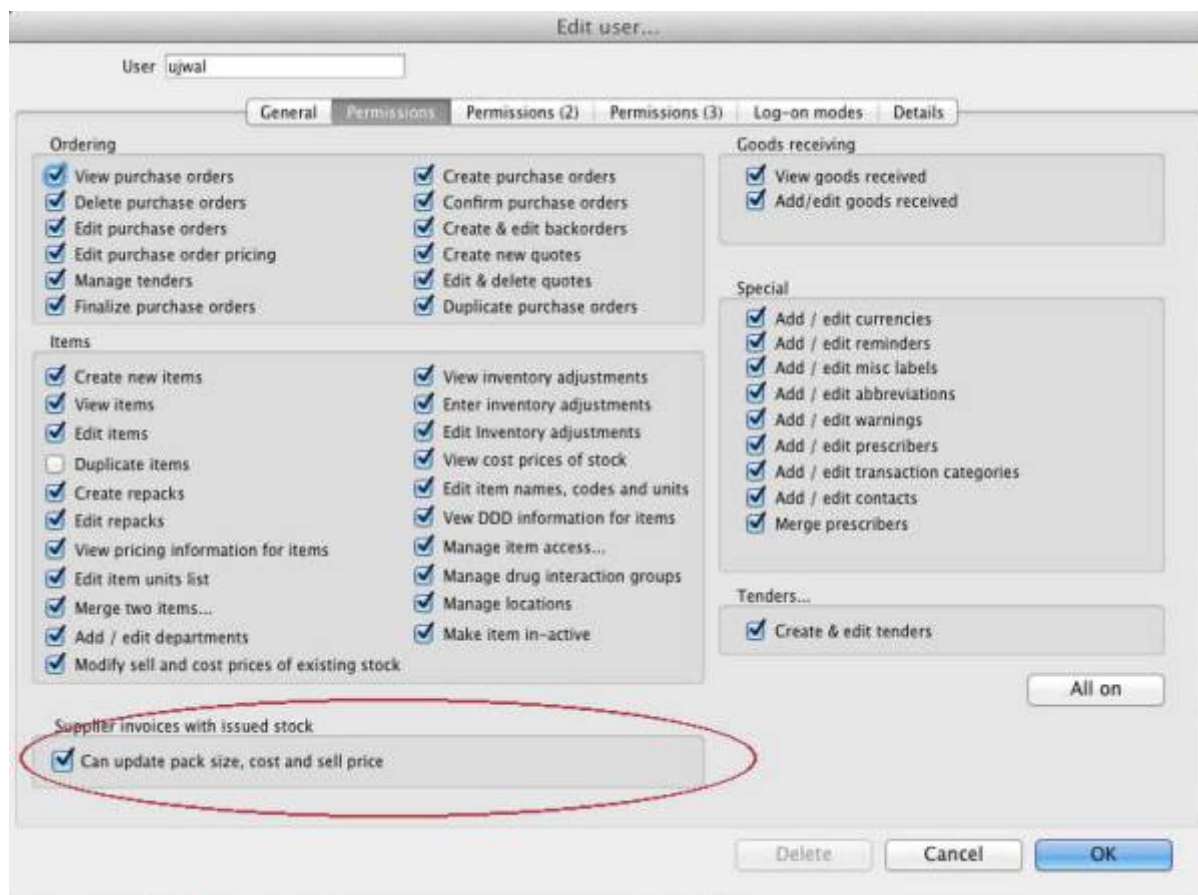 Edit user...
User ujwal
General Permissions Permissions (2) Permissions (3) Log-on modes Details
Ordering
View purchase orders
Delete purchase orders
Edit purchase orders
Edit purchase order pricing
Manage tenders
Finalize purchase orders
Create purchase orders
Confirm purchase orders
Create & edit backorders
Create new quotes
Edit & delete quotes
Duplicate purchase orders
Items
Create new items
View items
Edit items
Duplicate items
Create repacks
Edit repacks
View pricing information for items
Edit item units list
Merge two items...
Add / edit departments
Modify sell and cost prices of existing stock
View inventory adjustments
Enter inventory adjustments
Edit Inventory adjustments
View cost prices of stock
Edit item names, codes and units
Vew DDD information for items
Manage item access...
Manage drug interaction groups
Manage locations
Make item in-active
Supplier invoices with issued stock
Can update pack size, cost and sell price
Goods receiving
View goods received
Add/edit goods received
Special
Add / edit currencies
Add / edit reminders
Add / edit misc labels
Add / edit abbreviations
Add / edit warnings
Add / edit prescribers
Add / edit transaction categories
Add / edit contacts
Merge prescribers
Tenders...
Create & edit tenders
All on
Delete Cancel OK